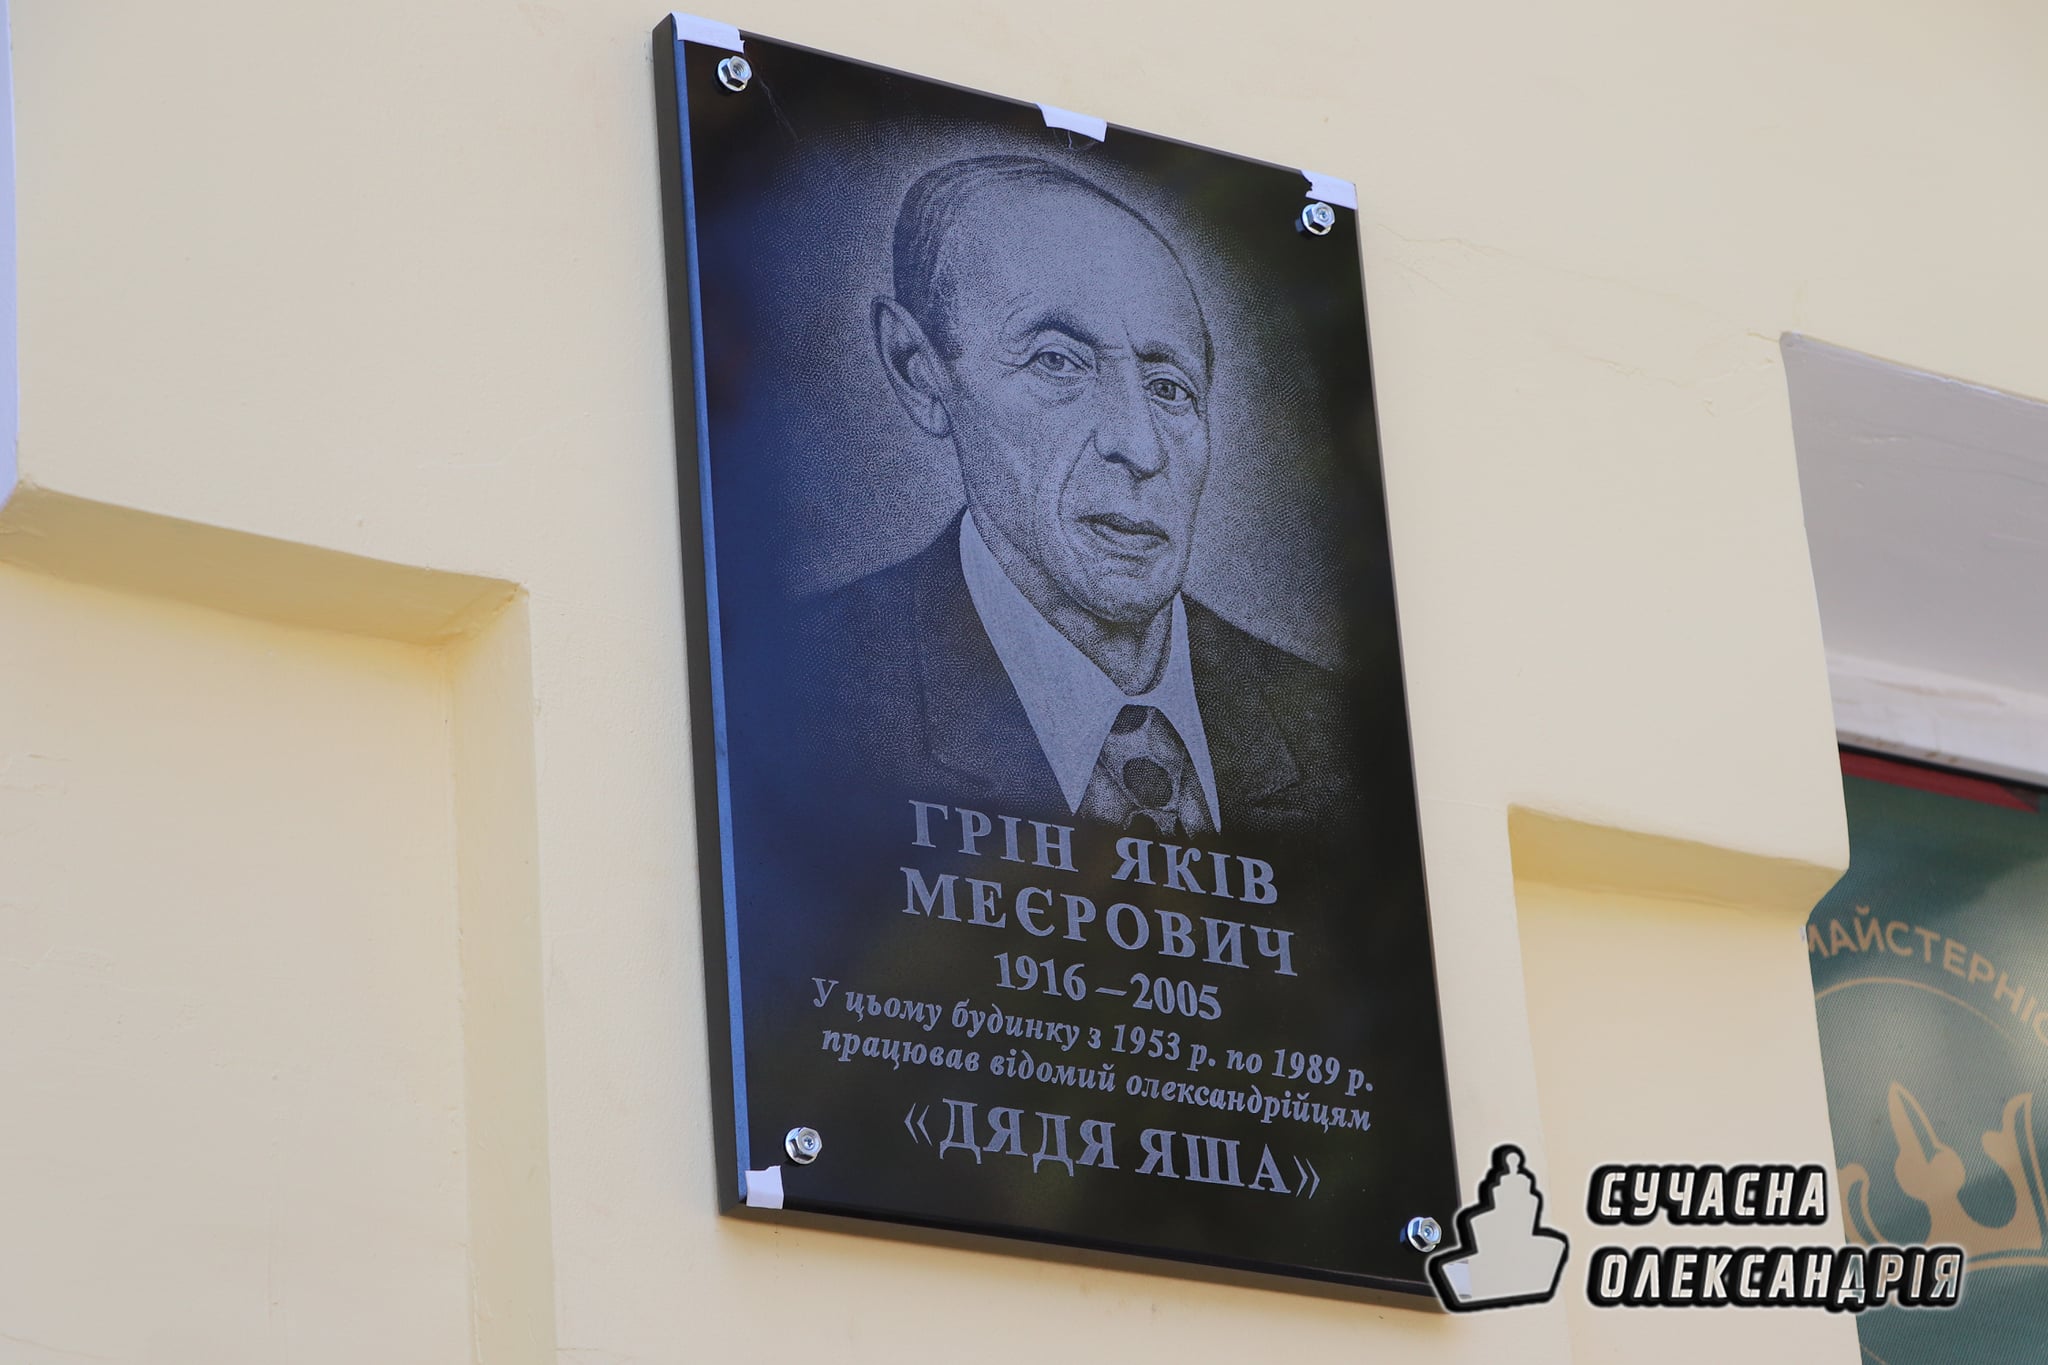 ГРІН ЯКІВ
МЕЄРОВИЧ
1916 – 2005
У цьому будинку з 1953 р. по 1989 р.
працював відомий олександрійцям
«ДЯДЯ ЯША»
СУЧАСНА
ОЛЕКСАНДРІЯ